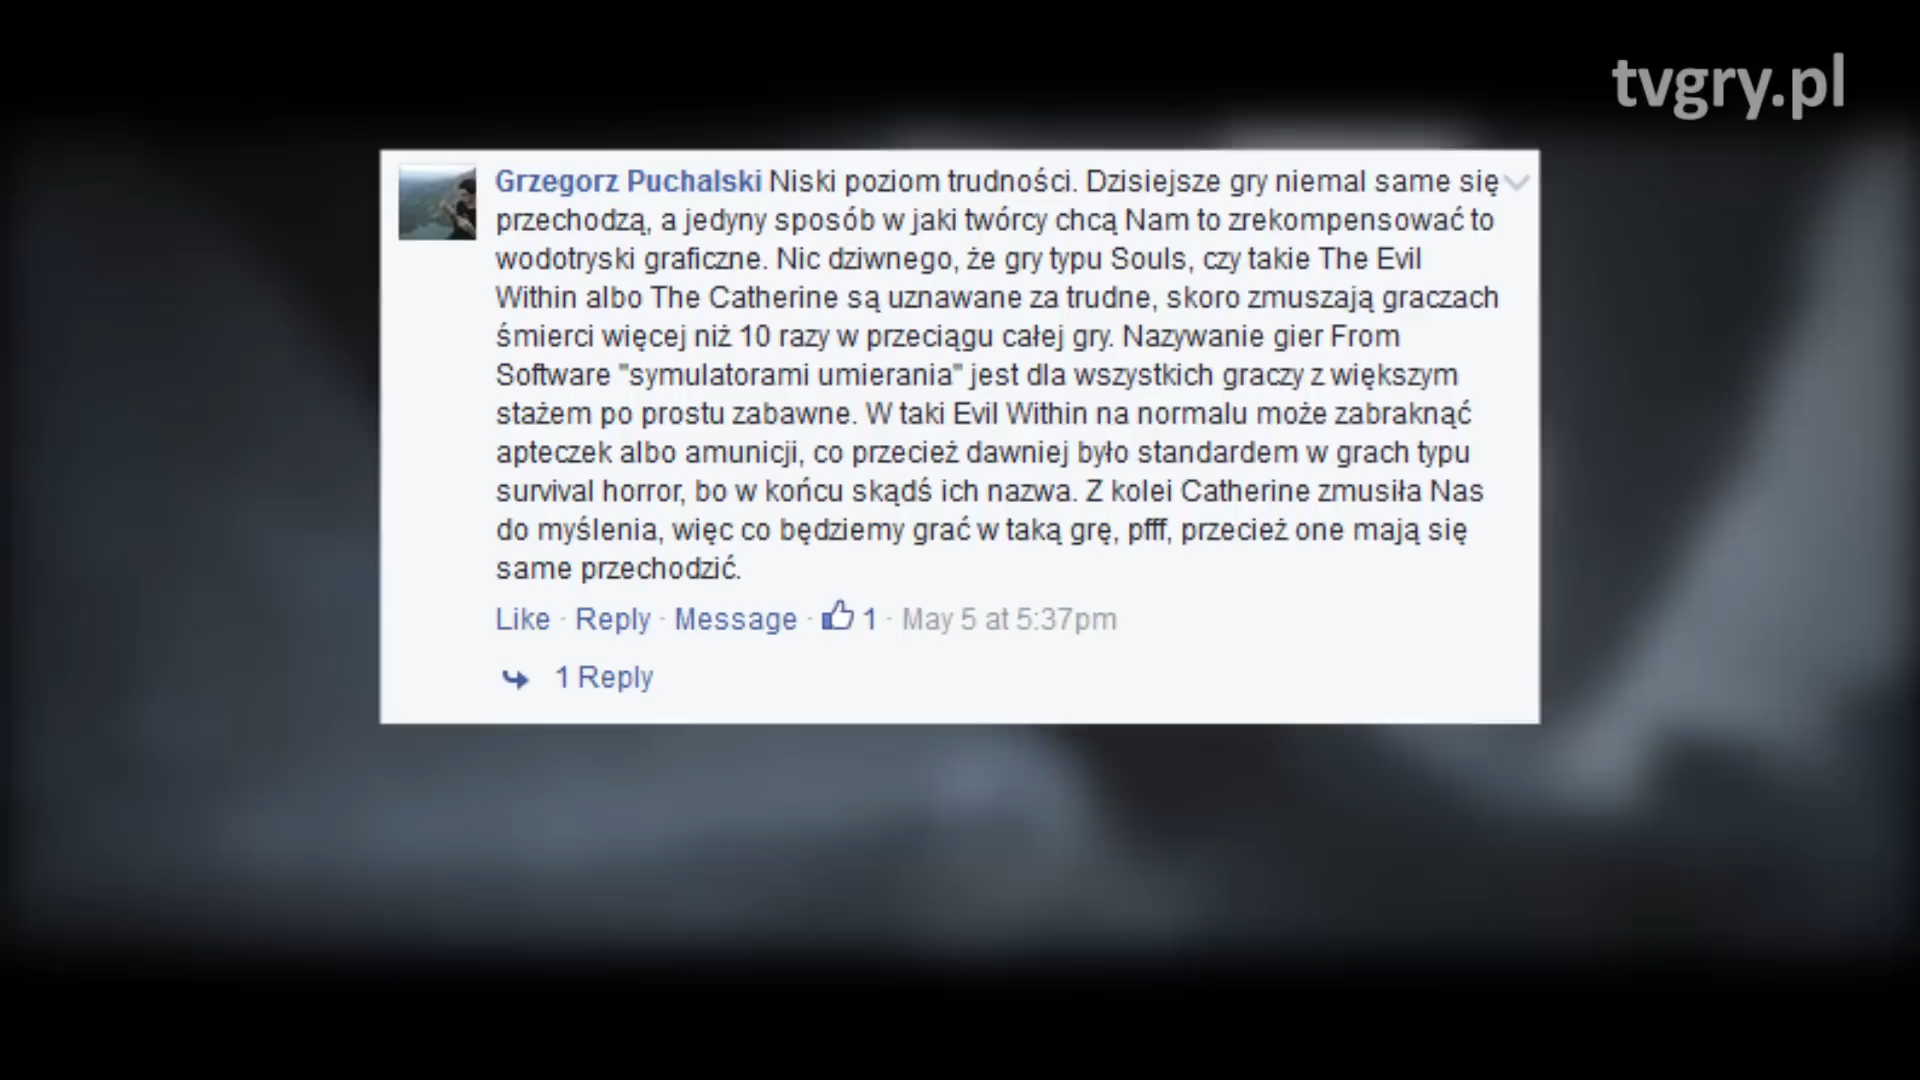 tvgry.pl
Grzegorz Puchalski Niski poziom trudności. Dzisiejsze gry niemal same się
przechodzą, a jedyny sposób w jaki twórcy chcą Nam to zrekompensować to
wodotryski graficzne. Nic dziwnego, że gry typu Souls, czy takie The Evil
Within albo The Catherine są uznawane za trudne, skoro zmuszają graczach
śmierci więcej niż 10 razy w przeciągu całej gry. Nazywanie gier From
Software "symulatorami umierania" jest dla wszystkich graczy z większym
stażem po prostu zabawne. W taki Evil Within na normalu może zabraknąć
apteczek albo amunicji, co przecież dawniej było standardem w grach typu
survival horror, bo w końcu skądś ich nazwa. Z kolei Catherine zmusiła Nas
do myślenia, więc co będziemy grać w taką grę, pfff, przecież one mają się
same przechodzić.
Like · Reply · Message · 1 · May 5 at 5:37pm
1 Reply